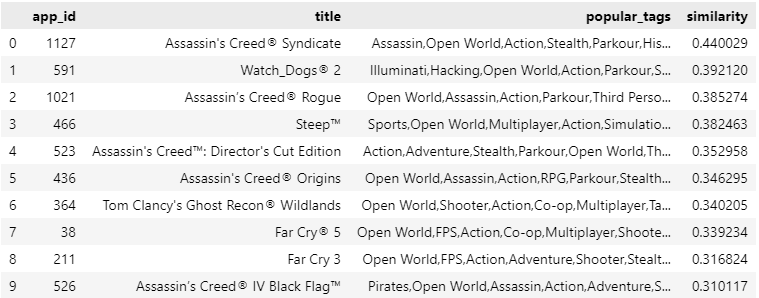 app_id title popular_tags similarity
0 1127 Assassin's Creed® Syndicate Assassin,Open World,Action,Stealth,Parkour,His... 0.440029
1 591 Watch_Dogs® 2 Illuminati,Hacking,Open World,Action,Parkour,S... 0.392120
2 1021 Assassin’s Creed® Rogue Open World,Assassin,Action,Parkour,Third Perso... 0.385274
3 466 Steep™ Sports,Open World,Multiplayer,Action,Simulatio... 0.382463
4 523 Assassin's Creed™: Director's Cut Edition Action,Adventure,Stealth,Parkour,Open World,Th... 0.352958
5 436 Assassin's Creed® Origins Open World,Assassin,Action,RPG,Parkour,Stealth... 0.346295
6 364 Tom Clancy's Ghost Recon® Wildlands Open World,Shooter,Action,Co-op,Multiplayer,Ta... 0.340205
7 38 Far Cry® 5 Open World,FPS,Action,Co-op,Multiplayer,Shoote... 0.339234
8 211 Far Cry 3 Open World,FPS,Action,Adventure,Shooter,Stealt... 0.316824
9 526 Assassin’s Creed® IV Black Flag™ Pirates,Open World,Assassin,Action,Adventure,S... 0.310117